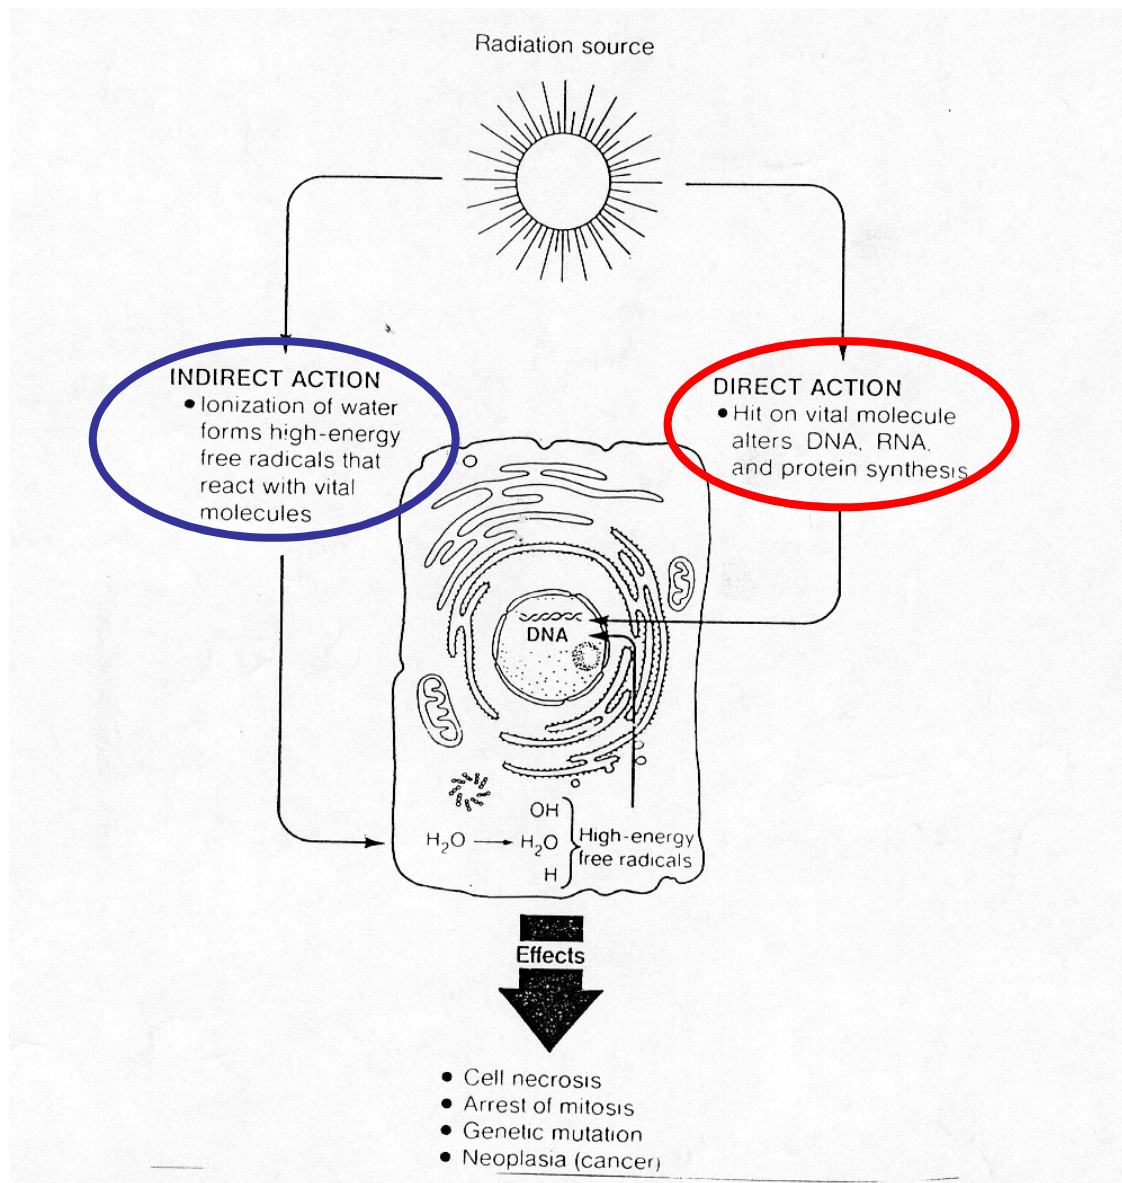 Radiation source
INDIRECT ACTION
• Ionization of water
forms high-energy
free radicals that
react with vital
molecules
DIRECT ACTION
• Hit on vital molecule
alters DNA, RNA,
and protein synthesis
DNA
OH
H₂O → H₂O
H
High-energy
free radicals
Effects
• Cell necrosis
• Arrest of mitosis
• Genetic mutation
• Neoplasia (cancer)